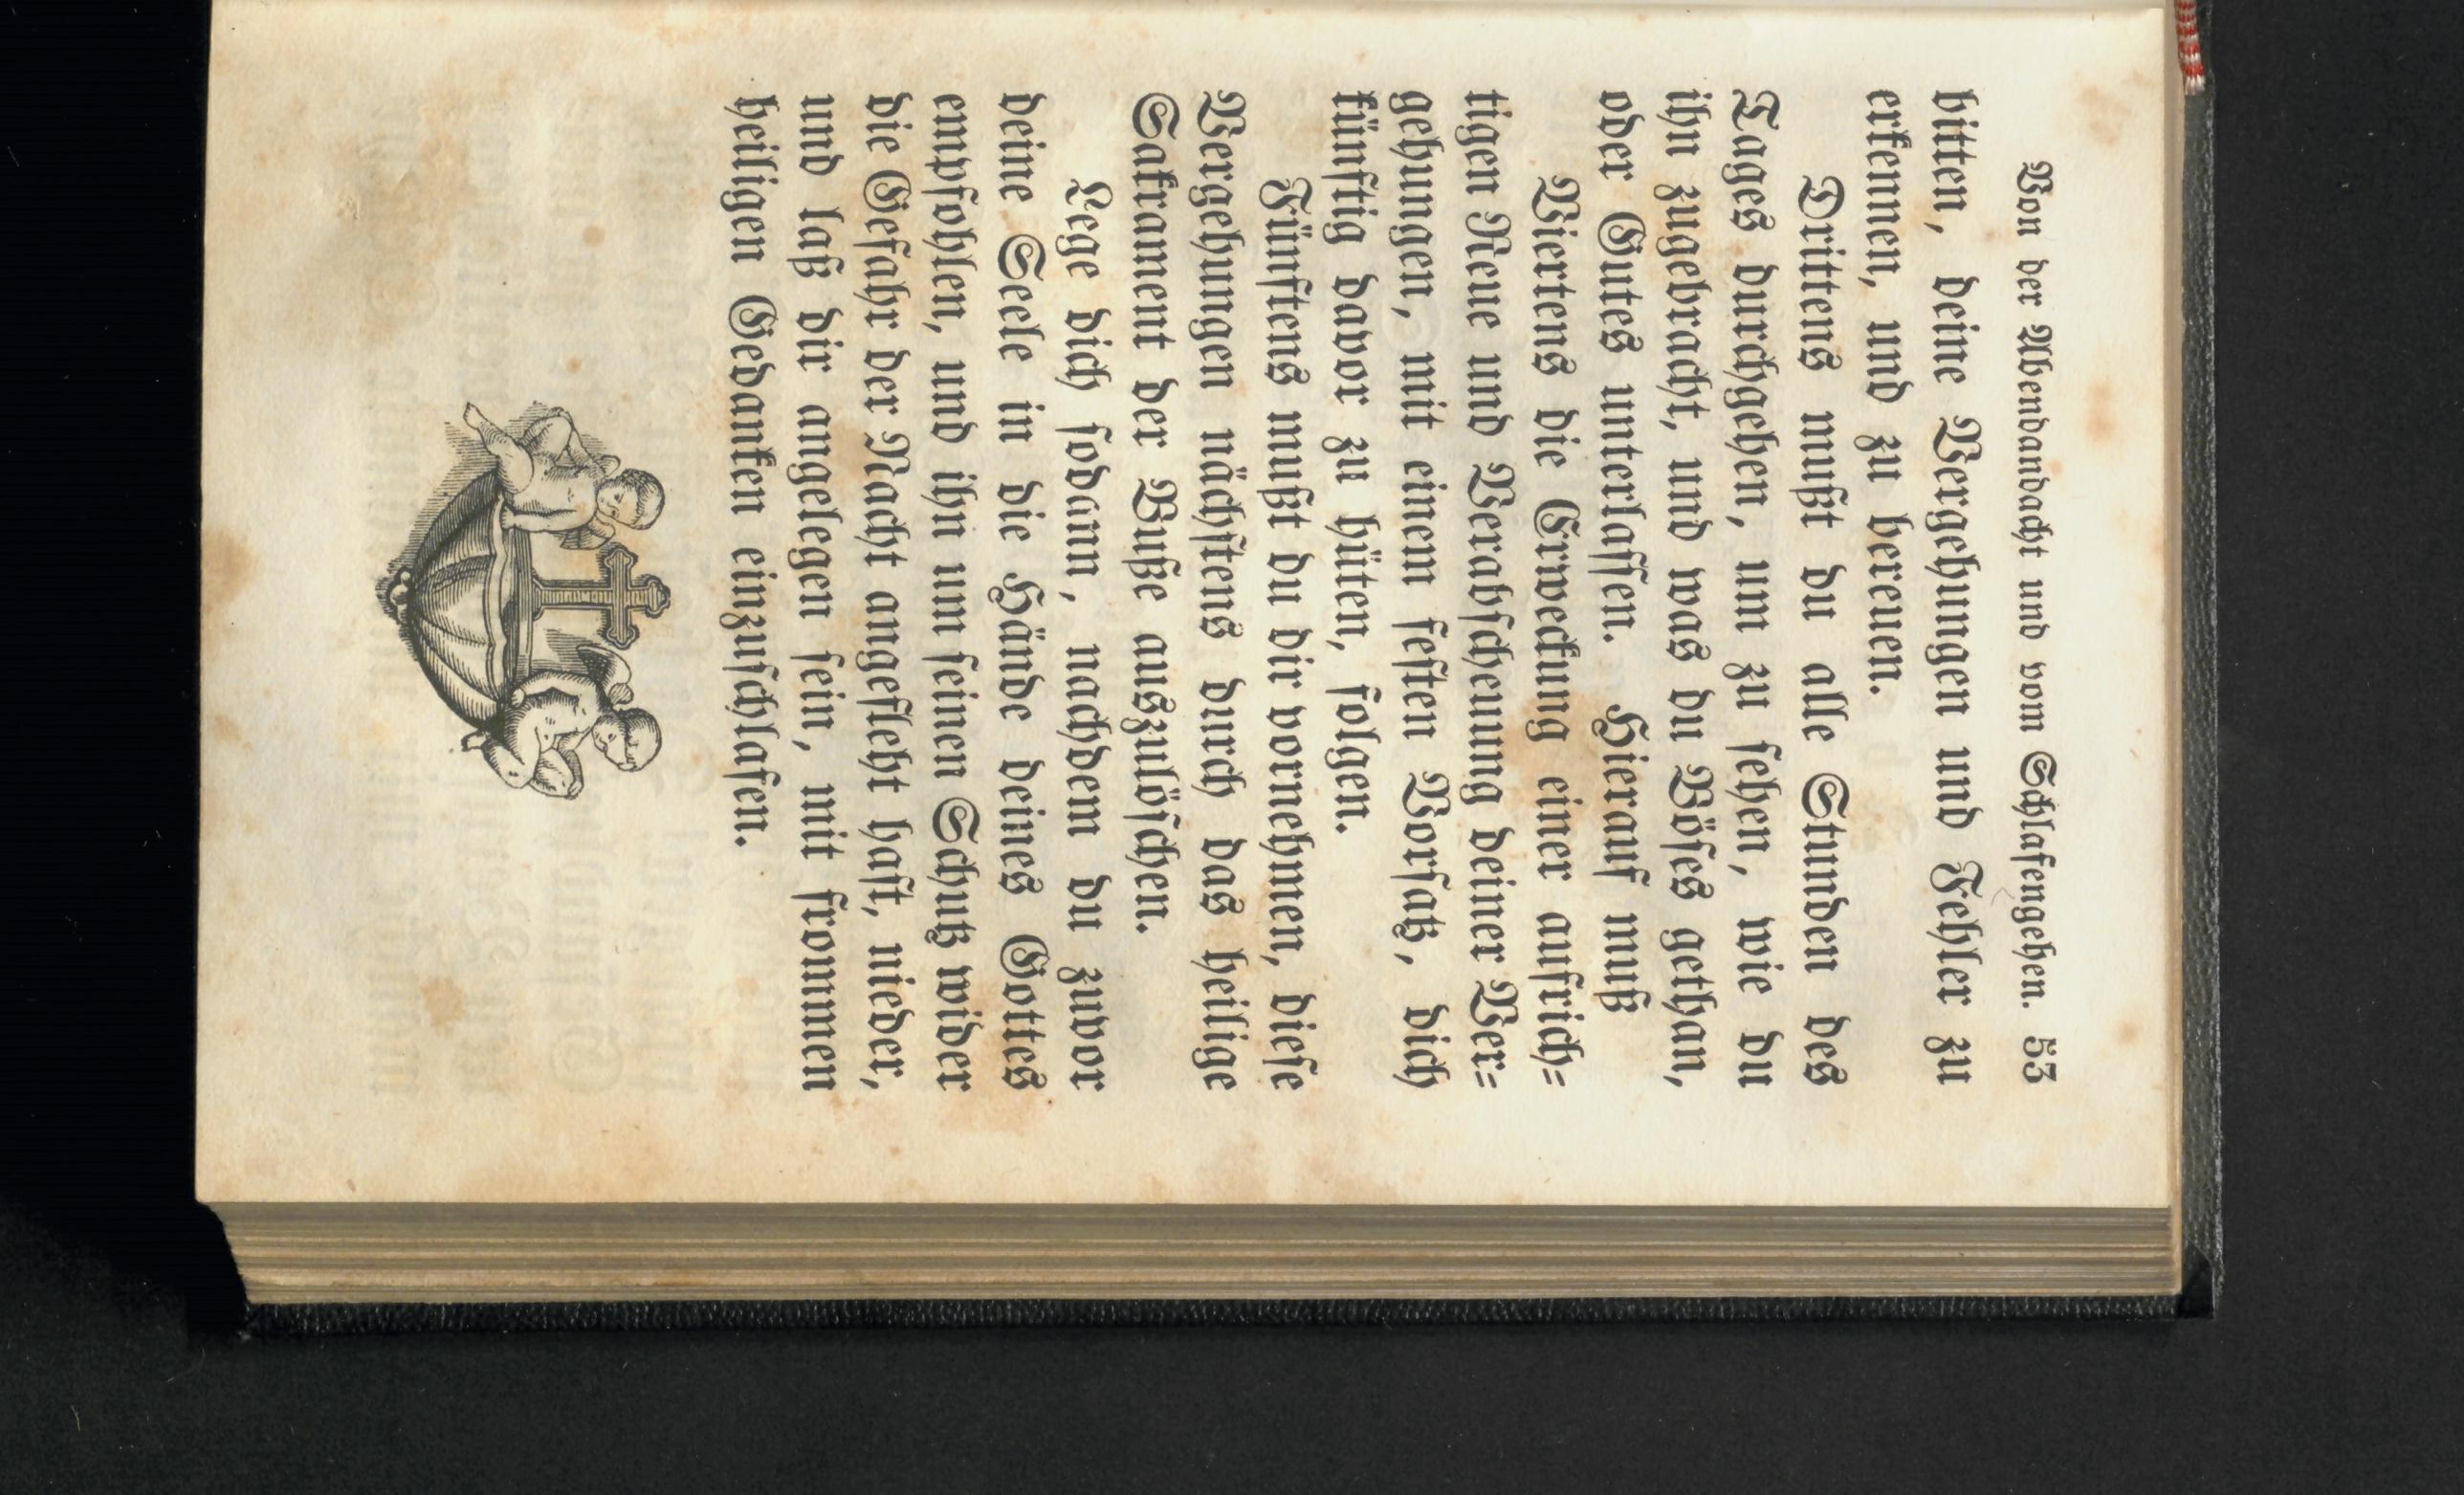 Von der Abendandacht und vom Schlafengehen. 53
bitten, deine Vergehungen und Fehler zu
erkennen, und zu bereuen.
Drittens mußt du alle Stunden des
Tages durchgehen, um zu sehen, wie du
ihn zugebracht, und was du Böses gethan,
oder Gutes unterlassen. Hierauf muß
Viertens die Erweckung einer aufrich=
tigen Reue und Verabscheuung deiner Ver=
gehungen, mit einem festen Vorsatz, dich
künftig davor zu hüten, folgen.
Fünftens mußt du dir vornehmen, diese
Vergehungen nächstens durch das heilige
Sakrament der Buße auszulöschen.
Lege dich sodann, nachdem du zuvor
deine Seele in die Hände deines Gottes
empfohlen, und ihn um seinen Schutz wider
die Gefahr der Nacht angefleht hast, nieder,
und laß dir angelegen sein, mit frommen
heiligen Gedanken einzuschlafen.